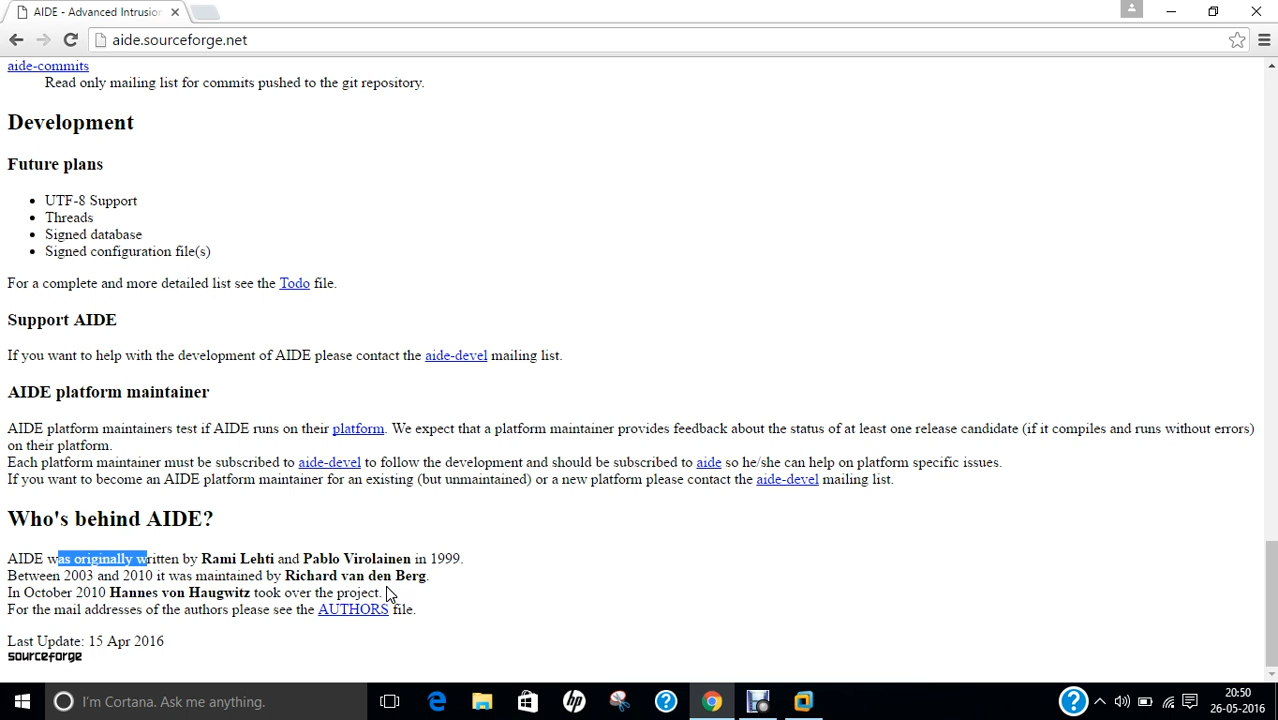 AIDE - Advanced Intrusion
aide.sourceforge.net
aide-commits
Read only mailing list for commits pushed to the git repository.
Development
Future plans
• UTF-8 Support
• Threads
• Signed database
• Signed configuration file(s)
For a complete and more detailed list see the Todo file.
Support AIDE
If you want to help with the development of AIDE please contact the aide-devel mailing list.
AIDE platform maintainer
AIDE platform maintainers test if AIDE runs on their platform. We expect that a platform maintainer provides feedback about the status of at least one release candidate (if it compiles and runs without errors)
on their platform.
Each platform maintainer must be subscribed to aide-devel to follow the development and should be subscribed to aide so he/she can help on platform specific issues.
If you want to become an AIDE platform maintainer for an existing (but unmaintained) or a new platform please contact the aide-devel mailing list.
Who's behind AIDE?
AIDE was originally written by Rami Lehti and Pablo Virolainen in 1999.
Between 2003 and 2010 it was maintained by Richard van den Berg.
In October 2010 Hannes von Haugwitz took over the project.
For the mail addresses of the authors please see the AUTHORS file.
Last Update: 15 Apr 2016
sourceforge
I'm Cortana. Ask me anything.
hp
20:50
26-05-2016